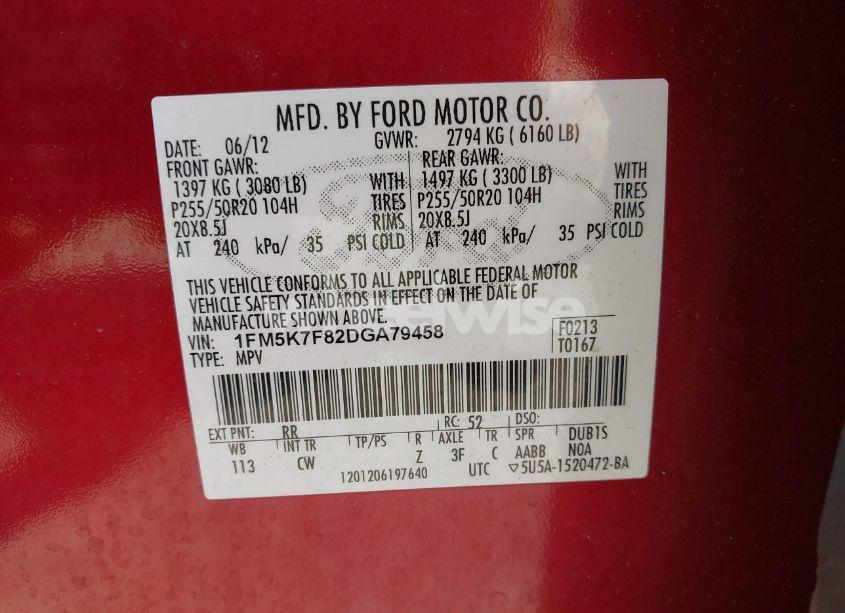 MFD. BY FORD MOTOR CO.
DATE: 06/12 GVWR: 2794 KG ( 6160 LB)
FRONT GAWR: REAR GAWR:
1397 KG ( 3080 LB) WITH 1497 KG ( 3300 LB) WITH
P255/50R20 104H TIRES P255/50R20 104H TIRES
20X8.5J RIMS 20X8.5J RIMS
AT 240 kPa/ 35 PSI COLD AT 240 kPa/ 35 PSI COLD
THIS VEHICLE CONFORMS TO ALL APPLICABLE FEDERAL MOTOR
VEHICLE SAFETY STANDARDS IN EFFECT ON THE DATE OF
MANUFACTURE SHOWN ABOVE.
VIN: 1FM5K7F82DGA79458 F0213
TYPE: MPV T0167
EXT PNT: RR RC: 52 DSO:
WB INT TR TP/PS R AXLE TR SPR DUB1S
113 CW Z 3F C AABB N0A
1201206197640 UTC ▽5U5A-1520472-BA